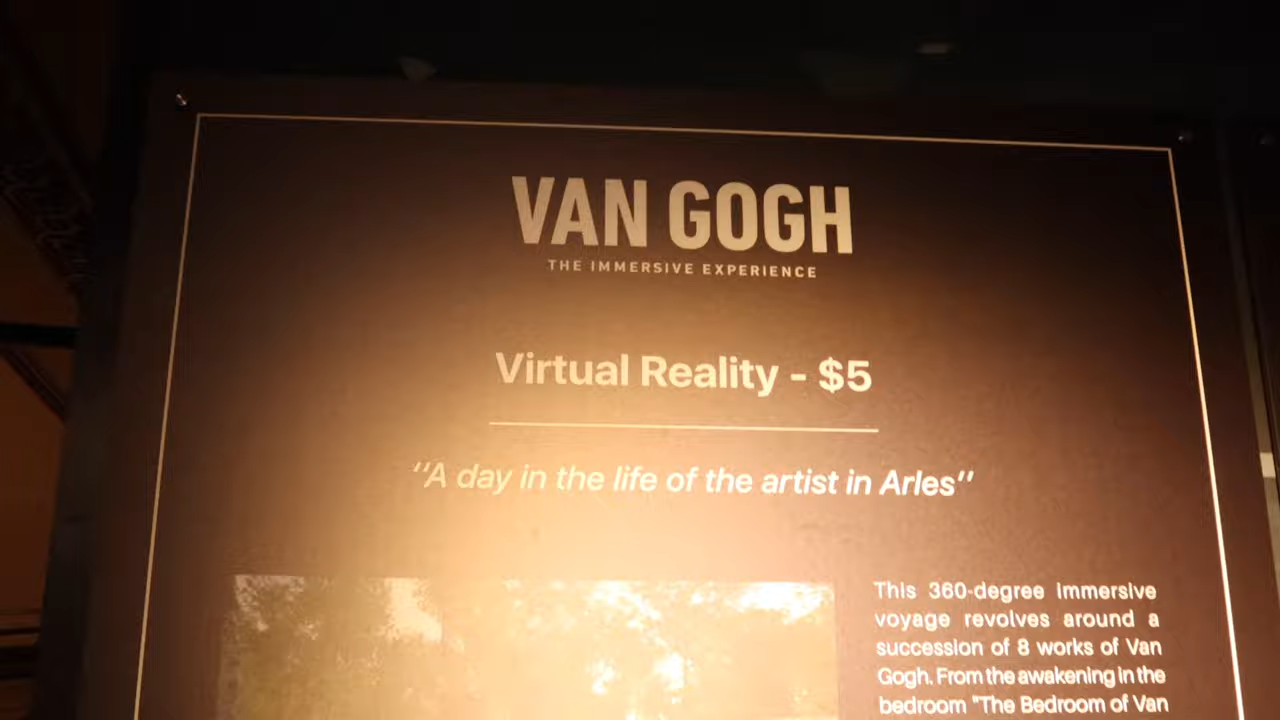 VAN GOGH
THE IMMERSIVE EXPERIENCE
Virtual Reality - $5
"A day in the life of the artist in Arles"
This 360-degree immersive
voyage revolves around a
succession of 8 works of Van
Gogh. From the awakening in the
bedroom "The Bedroom of Van